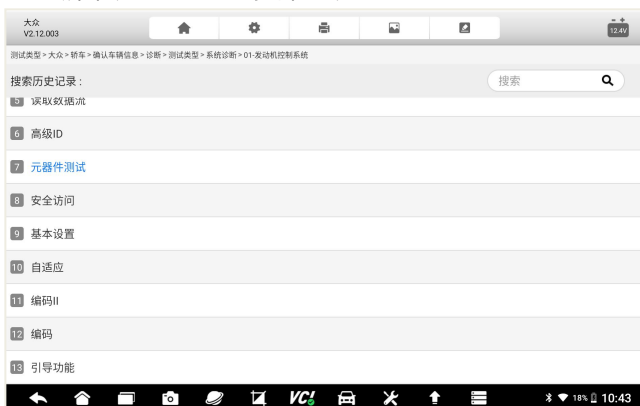 大众
V2.12.003
12.4V
测试类型 > 大众 > 轿车 > 确认车辆信息 > 诊断 > 测试类型 > 系统诊断 > 01-发动机控制系统
搜索历史记录 :
搜索
5 读取数据流
6 高级ID
7 元器件测试
8 安全访问
9 基本设置
10 自适应
11 编码II
12 编码
13 引导功能
VCI
18% 10:43